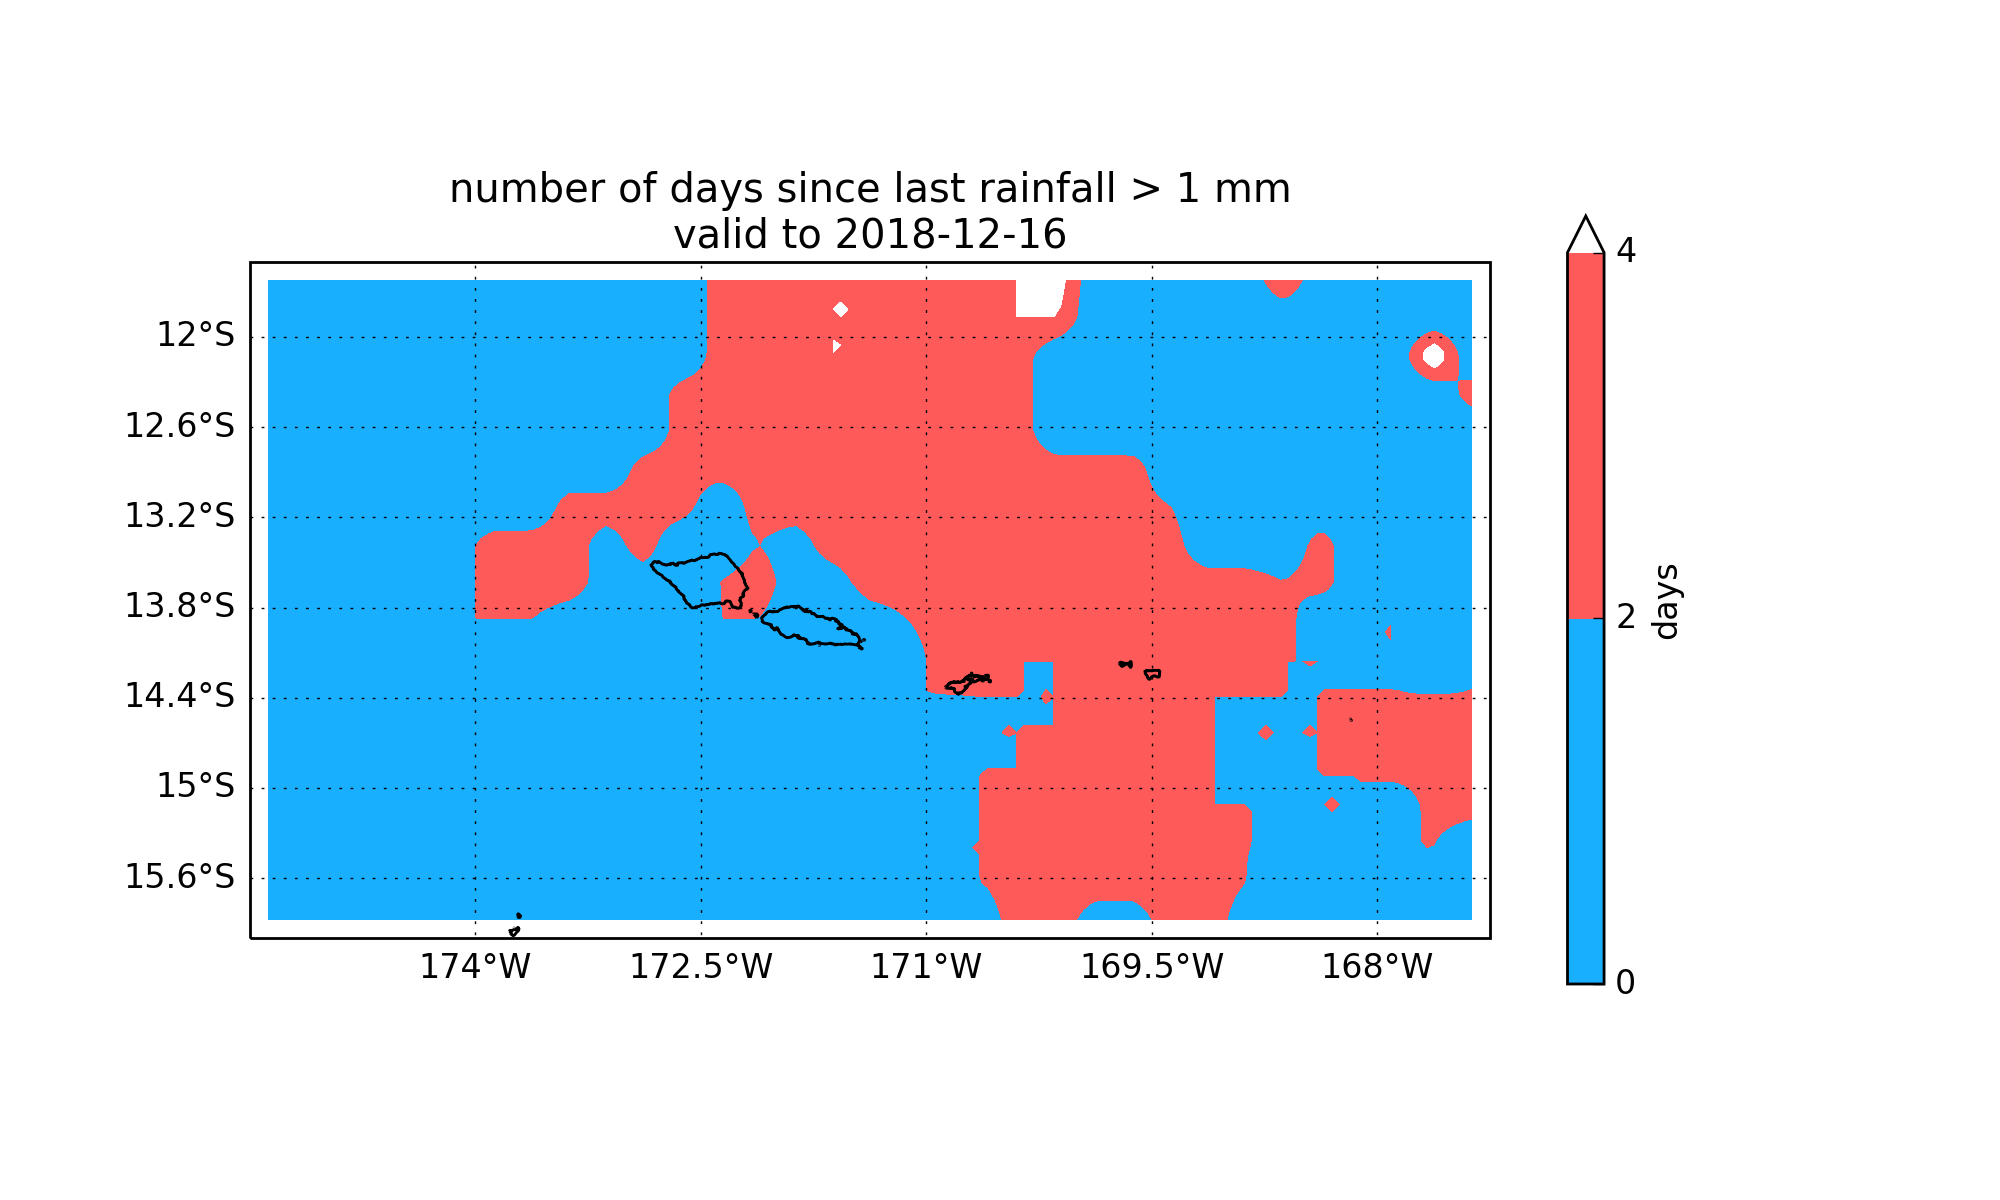 number of days since last rainfall > 1 mm
valid to 2018-12-16
12°S
12.6°S
13.2°S
13.8°S
14.4°S
15°S
15.6°S
174°W 172.5°W 171°W 169.5°W 168°W
4
2
0
days